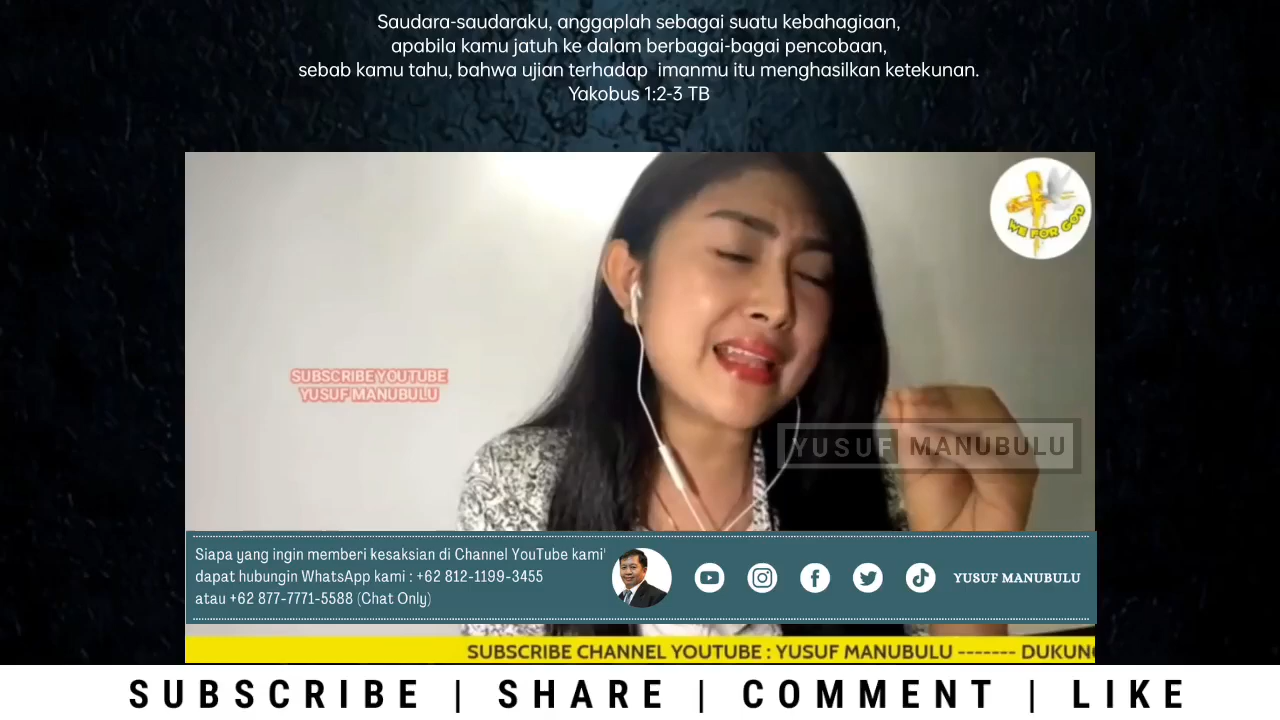 Saudara-saudaraku, anggaplah sebagai suatu kebahagiaan,
apabila kamu jatuh ke dalam berbagai-bagai pencobaan,
sebab kamu tahu, bahwa ujian terhadap  imanmu itu menghasilkan ketekunan.
Yakobus 1:2-3 TB
WE FOR GOD
SUBSCRIBE YOUTUBE
YUSUF MANUBULU
YUSUF MANUBULU
Siapa yang ingin memberi kesaksian di Channel YouTube kami'
dapat hubungin WhatsApp kami : +62 812-1199-3455
atau +62 877-7771-5588 (Chat Only)
YUSUF MANUBULU
SUBSCRIBE CHANNEL YOUTUBE : YUSUF MANUBULU ------- DUKUN
SUBSCRIBE | SHARE | COMMENT | LIKE